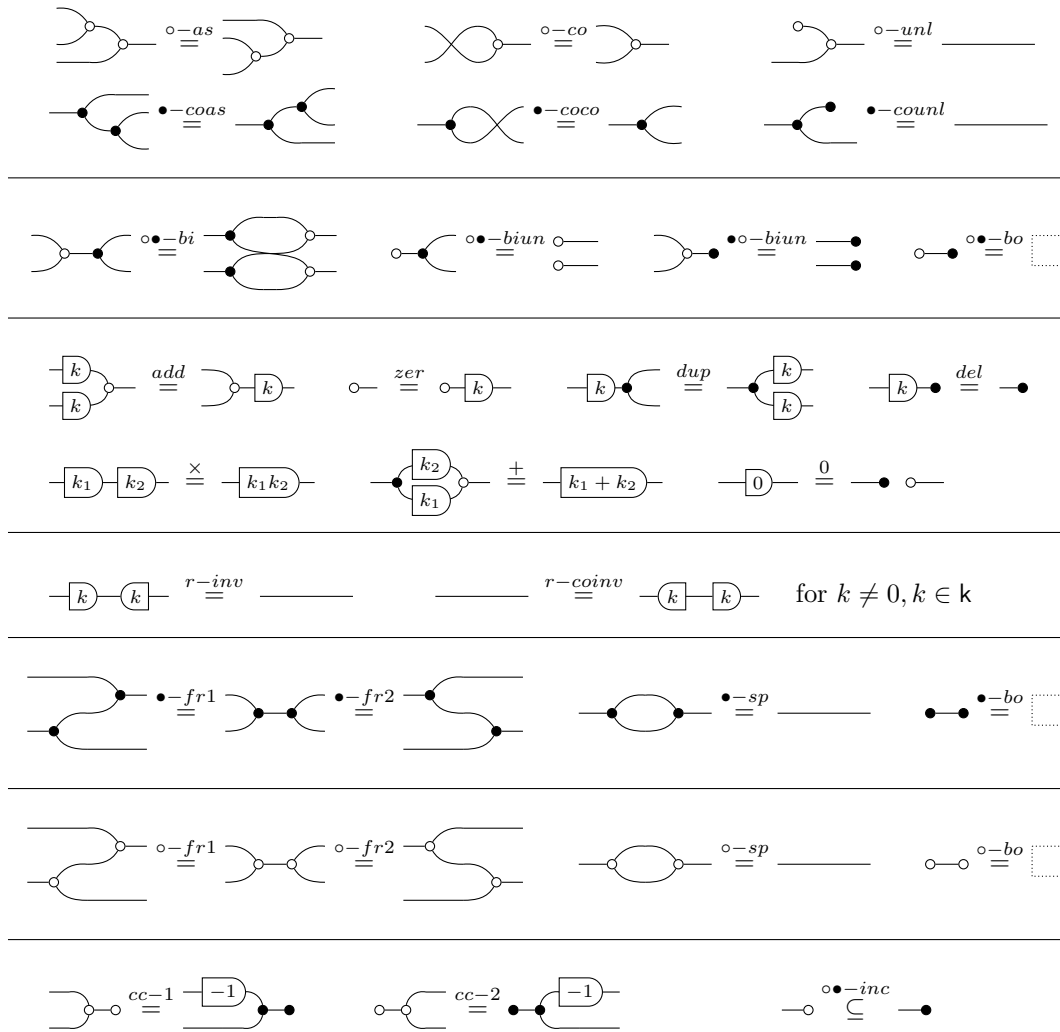 ○−as ○−co ○−unl
= = =
●−coas ●−coco ●−counl
= = =
○●−bi ○●−biun ●○−biun ○●−bo
= = = =
k k add = k zer = k k dup = k k k del =
k₁ k₂ × = k₁k₂ k₂ k₁ + = k₁ + k₂ 0 0 =
k k r−inv = r−coinv = k k for k ≠ 0, k ∈ k
●−fr1 ●−fr2 ●−sp ●−bo
= = = =
○−fr1 ○−fr2 ○−sp ○−bo
= = = =
cc−1 = −1 cc−2 = −1 ○●−inc ⊆